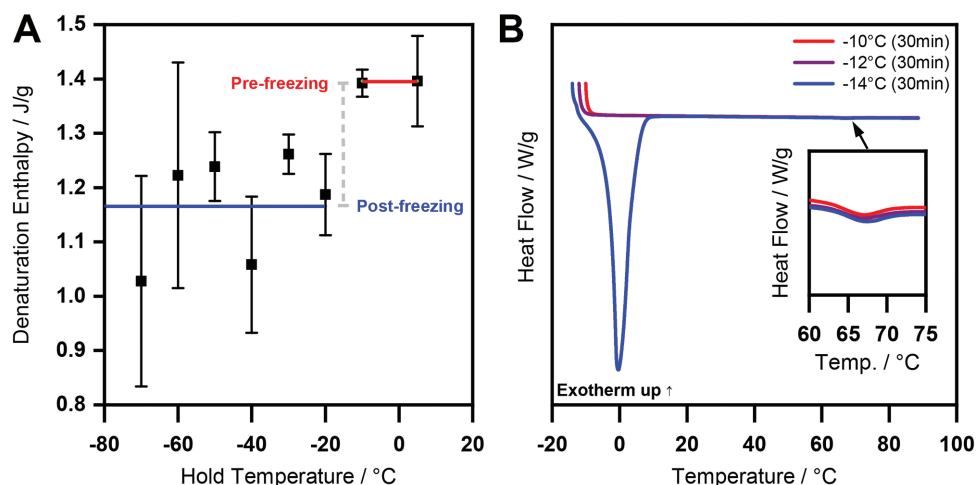 A
1.5
1.4
1.3
1.2
1.1
1.0
0.9
0.8
Denaturation Enthalpy / J/g
Pre-freezing
Post-freezing
-80 -60 -40 -20 0 20
Hold Temperature / °C
B
-10°C (30min)
-12°C (30min)
-14°C (30min)
Heat Flow / W/g
Heat Flow / W/g
60 65 70 75
Temp. / °C
Exotherm up ↑
-20 0 20 40 60 80 100
Temperature / °C